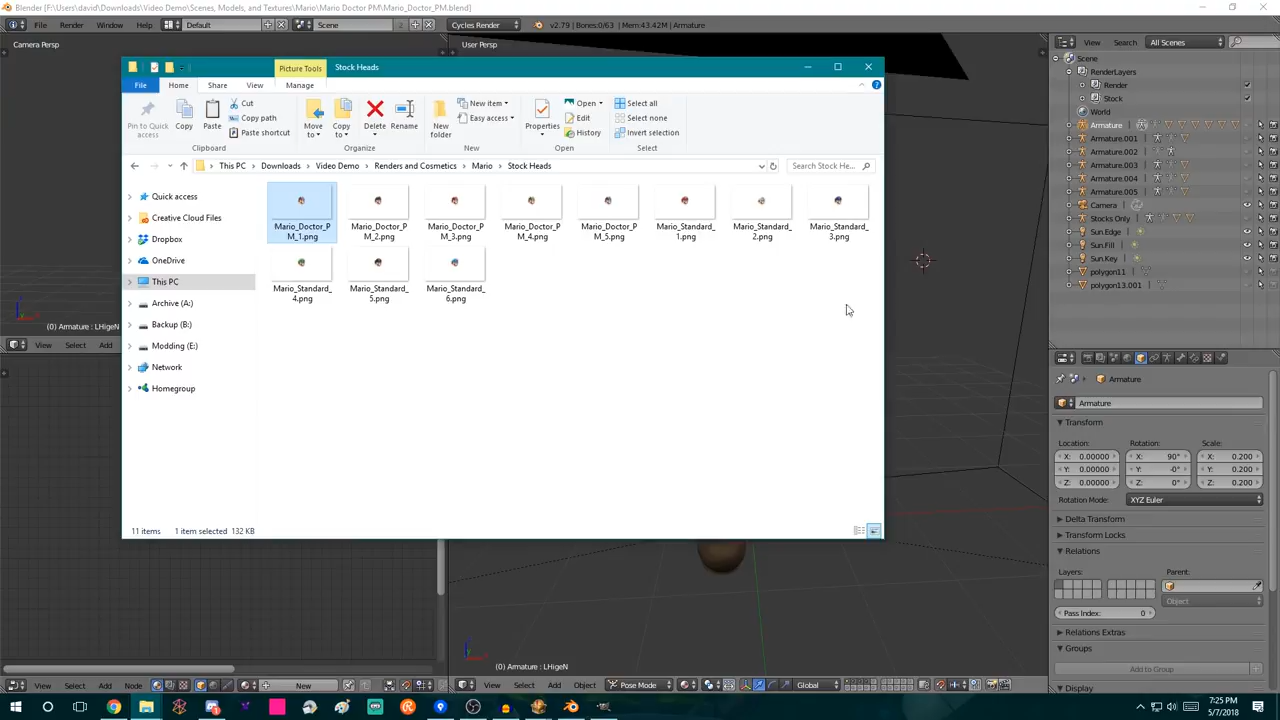 Blender [F:\Users\david\Downloads\Video Demo\Scenes, Models, and Textures\Mario\Mario Doctor PM\Mario_Doctor_PM.blend]
File Render Window Help Default Scene 2 Cycles Render v2.79 | Bones:0/63 | Mem:43.42M | Armature
Camera Persp
User Persp
View Search All Scenes
Picture Tools Stock Heads
File Home Share View Manage
Pin to Quick access
Copy
Paste
Cut
Copy path
Paste shortcut
Clipboard
Move to
Copy to
Delete
Rename
Organize
New folder
New item
Easy access
New
Properties
Open
Edit
History
Open
Select all
Select none
Invert selection
Select
This PC Downloads Video Demo Renders and Cosmetics Mario Stock Heads
Search Stock He...
Quick access
Creative Cloud Files
Dropbox
OneDrive
This PC
Archive (A:)
Backup (B:)
Modding (E:)
Network
Homegroup
Mario_Doctor_PM_1.png
Mario_Doctor_PM_2.png
Mario_Doctor_PM_3.png
Mario_Doctor_PM_4.png
Mario_Doctor_PM_5.png
Mario_Standard_1.png
Mario_Standard_2.png
Mario_Standard_3.png
Mario_Standard_4.png
Mario_Standard_5.png
Mario_Standard_6.png
11 items 1 item selected 132 KB
Scene
RenderLayers
Render
Stock
World
Armature
Armature.001
Armature.002
Armature.003
Armature.004
Armature.005
Camera
Stocks Only
Sun.Edge
Sun.Fill
Sun.Key
polygon11
polygon13.001
(0) Armature : LHigeN
View Select Add
Armature
Armature
Transform
Location: Rotation: Scale:
X: 0.00000 X: 90° X: 0.200
Y: 0.00000 Y: -0° Y: 0.200
Z: 0.00000 Z: 0° Z: 0.200
Rotation Mode: XYZ Euler
Delta Transform
Transform Locks
Relations
Layers: Parent:
Object
Pass Index: 0
Relations Extras
Groups
Add to Group
Display
(0) Armature : LHigeN
View Select Add Node New
View Select Add Object Pose Mode Global
7:25 PM
5/7/2018